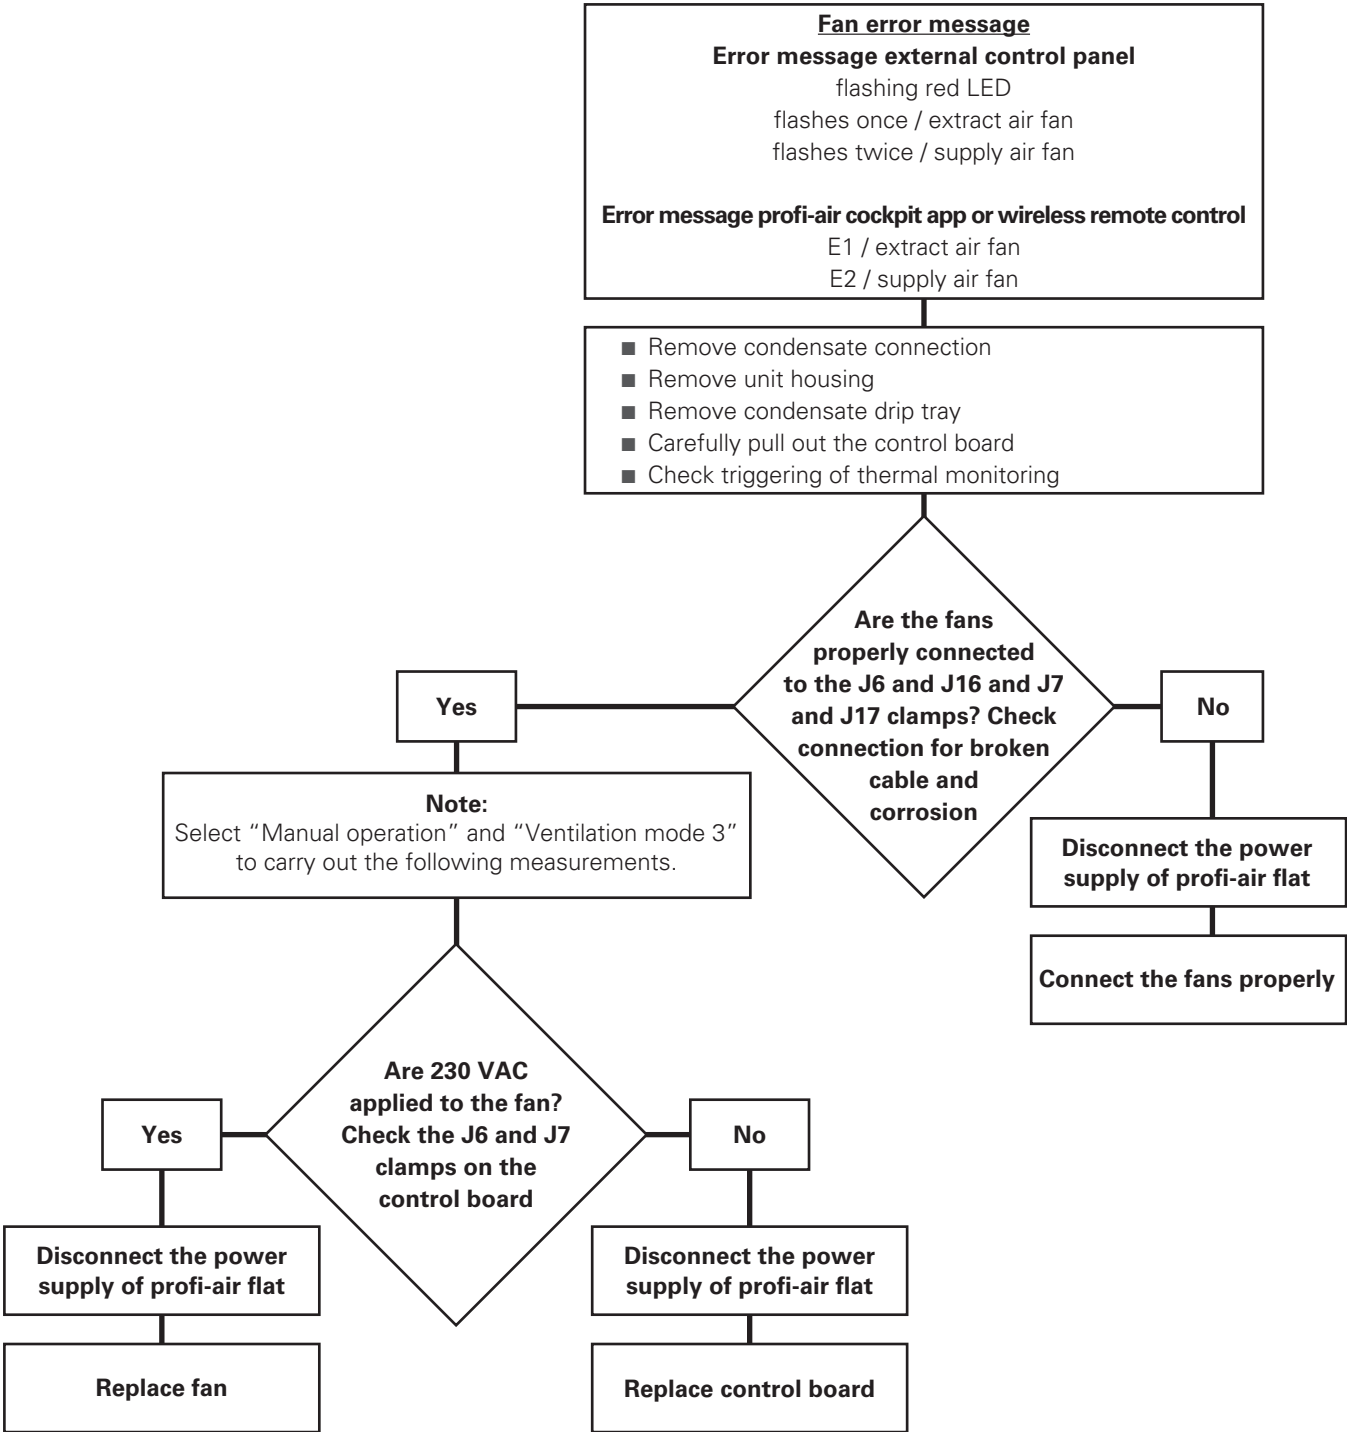 Fan error message
Error message external control panel
flashing red LED
flashes once / extract air fan
flashes twice / supply air fan
Error message profi-air cockpit app or wireless remote control
E1 / extract air fan
E2 / supply air fan
■ Remove condensate connection
■ Remove unit housing
■ Remove condensate drip tray
■ Carefully pull out the control board
■ Check triggering of thermal monitoring
Are the fans
properly connected
to the J6 and J16 and J7
and J17 clamps? Check
connection for broken
cable and
corrosion
Yes
No
Note:
Select “Manual operation” and “Ventilation mode 3”
to carry out the following measurements.
Disconnect the power
supply of profi-air flat
Connect the fans properly
Are 230 VAC
applied to the fan?
Check the J6 and J7
clamps on the
control board
Yes
No
Disconnect the power
supply of profi-air flat
Replace fan
Disconnect the power
supply of profi-air flat
Replace control board